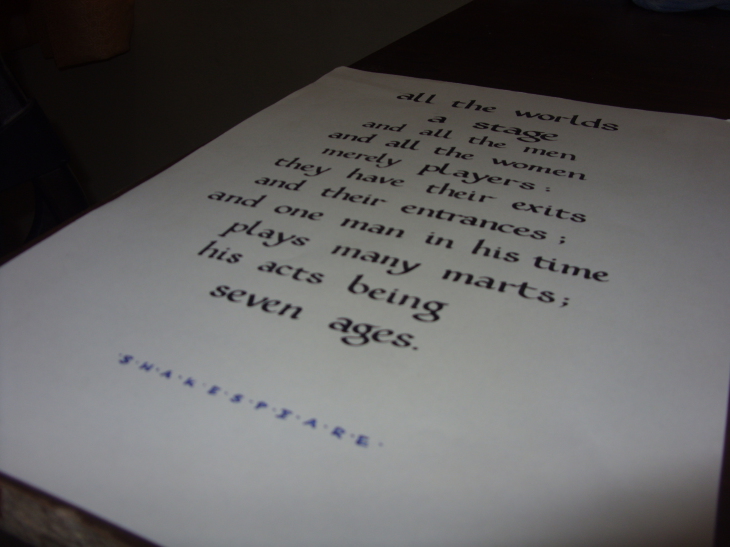 all the worlds
a stage
and all the men
and all the women
merely players:
they have their exits
and their entrances;
and one man in his time
plays many marts;
his acts being
seven ages.
S·H·A·K·E·S·P·E·A·R·E·